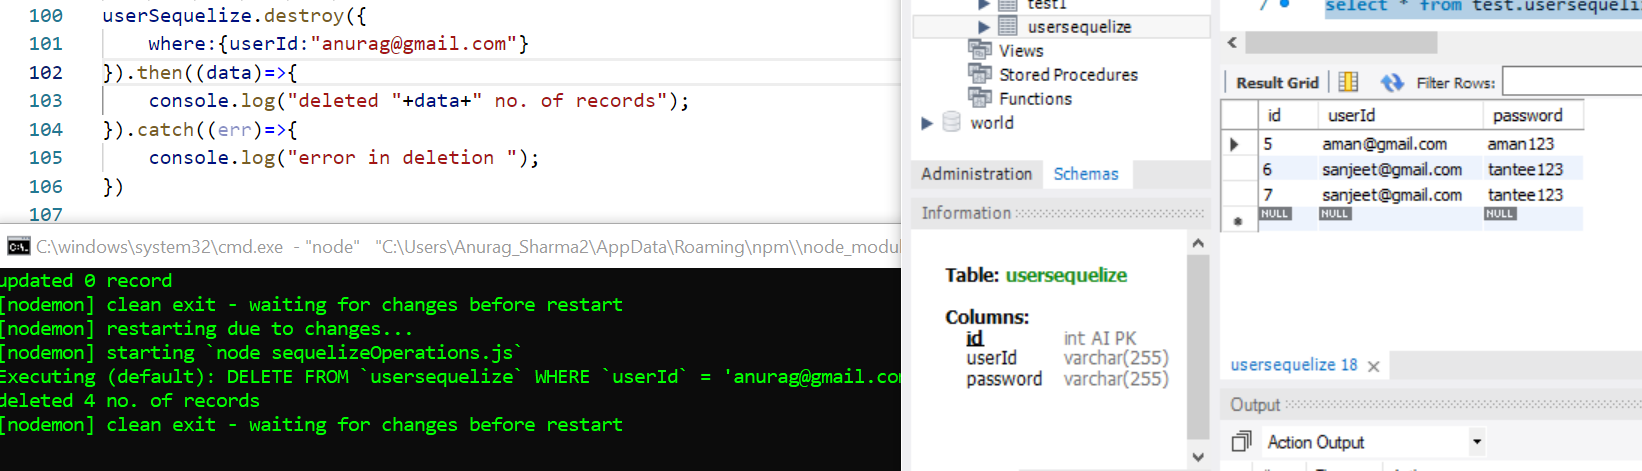 100 userSequelize.destroy({
101 where:{userId:"anurag@gmail.com"}
102 }).then((data)=>{
103 console.log("deleted "+data+" no. of records");
104 }).catch((err)=>{
105 console.log("error in deletion ");
106 })
107
C:\windows\system32\cmd.exe - "node" "C:\Users\Anurag_Sharma2\AppData\Roaming\npm\\node_modul
updated 0 record
[nodemon] clean exit - waiting for changes before restart
[nodemon] restarting due to changes...
[nodemon] starting `node sequelizeOperations.js`
Executing (default): DELETE FROM `usersequelize` WHERE `userId` = 'anurag@gmail.com
deleted 4 no. of records
[nodemon] clean exit - waiting for changes before restart
test1
usersequelize
Views
Stored Procedures
Functions
world
Administration Schemas
Information
Table: usersequelize
Columns:
id int AI PK
userId varchar(255)
password varchar(255)
7 select * from test.usersequeliz
Result Grid Filter Rows:
id userId password
5 aman@gmail.com aman123
6 sanjeet@gmail.com tantee123
7 sanjeet@gmail.com tantee123
NULL NULL NULL
usersequelize 18
Output
Action Output